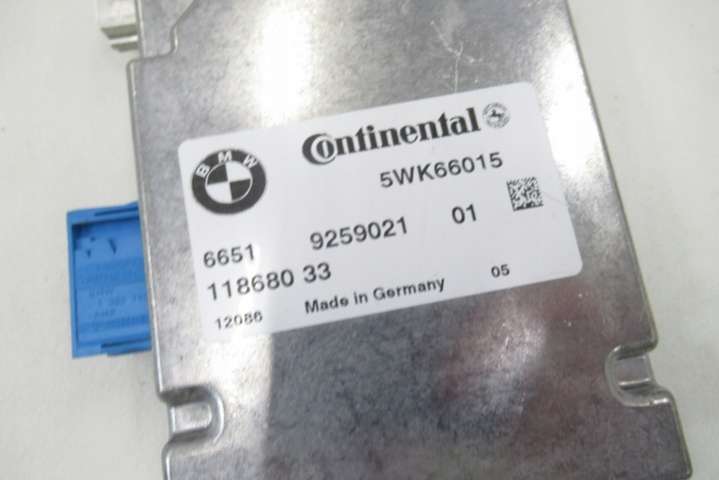 BMW
Continental
5WK66015
6651 9259021 01
118680 33
12086 Made in Germany 05